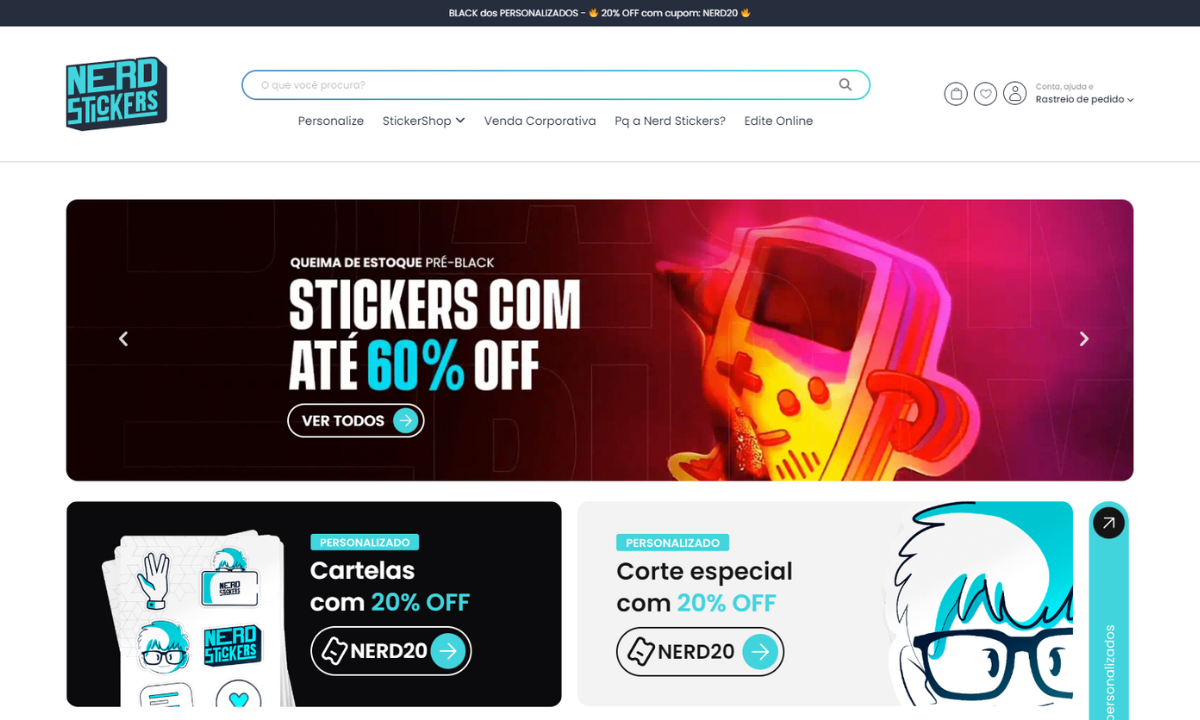 BLACK dos PERSONALIZADOS - 🔥 20% OFF com cupom: NERD20 🔥
NERD
STICKERS
O que você procura?
Conta, ajuda e
Rastreio de pedido
Personalize
StickerShop
Venda Corporativa
Pq a Nerd Stickers?
Edite Online
QUEIMA DE ESTOQUE PRÉ-BLACK
STICKERS COM
ATÉ 60% OFF
VER TODOS
NERD
STICKERS
NERD
STICKERS
PERSONALIZADO
Cartelas
com 20% OFF
NERD20
PERSONALIZADO
Corte especial
com 20% OFF
NERD20
personalizados